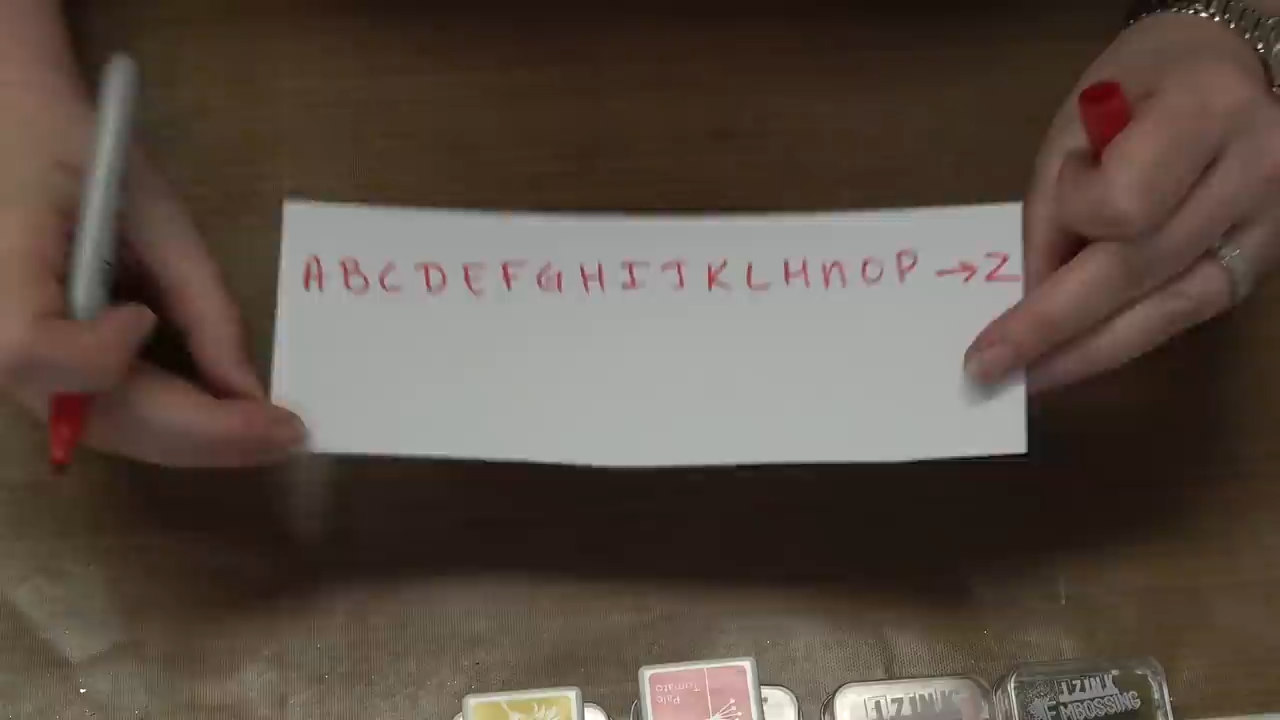 A B C D E F G H I J K L M n O P → Z
Pale
Tomato
IZINK
IZINK
EMBOSSING